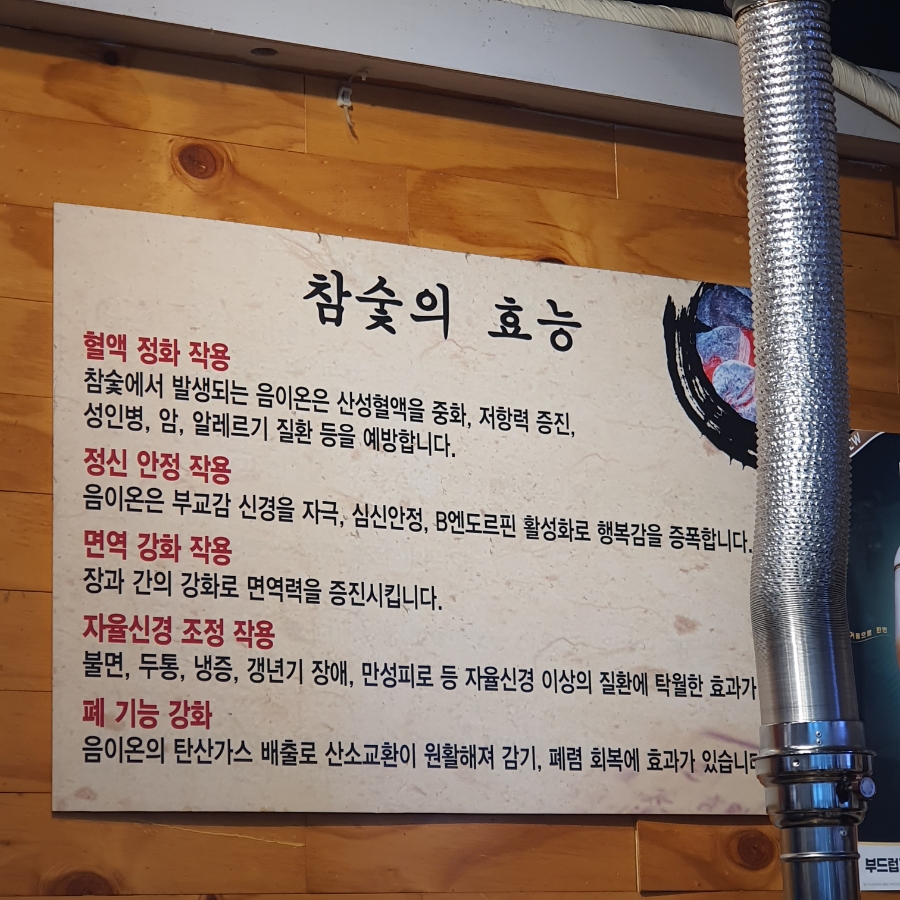 참숯의 효능
혈액 정화 작용
참숯에서 발생되는 음이온은 산성혈액을 중화, 저항력 증진,
성인병, 암, 알레르기 질환 등을 예방합니다.
정신 안정 작용
음이온은 부교감 신경을 자극, 심신안정, B엔도르핀 활성화로 행복감을 증폭합니다.
면역 강화 작용
장과 간의 강화로 면역력을 증진시킵니다.
자율신경 조정 작용
불면, 두통, 냉증, 갱년기 장애, 만성피로 등 자율신경 이상의 질환에 탁월한 효과가
폐 기능 강화
음이온의 탄산가스 배출로 산소교환이 원활해져 감기, 폐렴 회복에 효과가 있습니다
부드럽